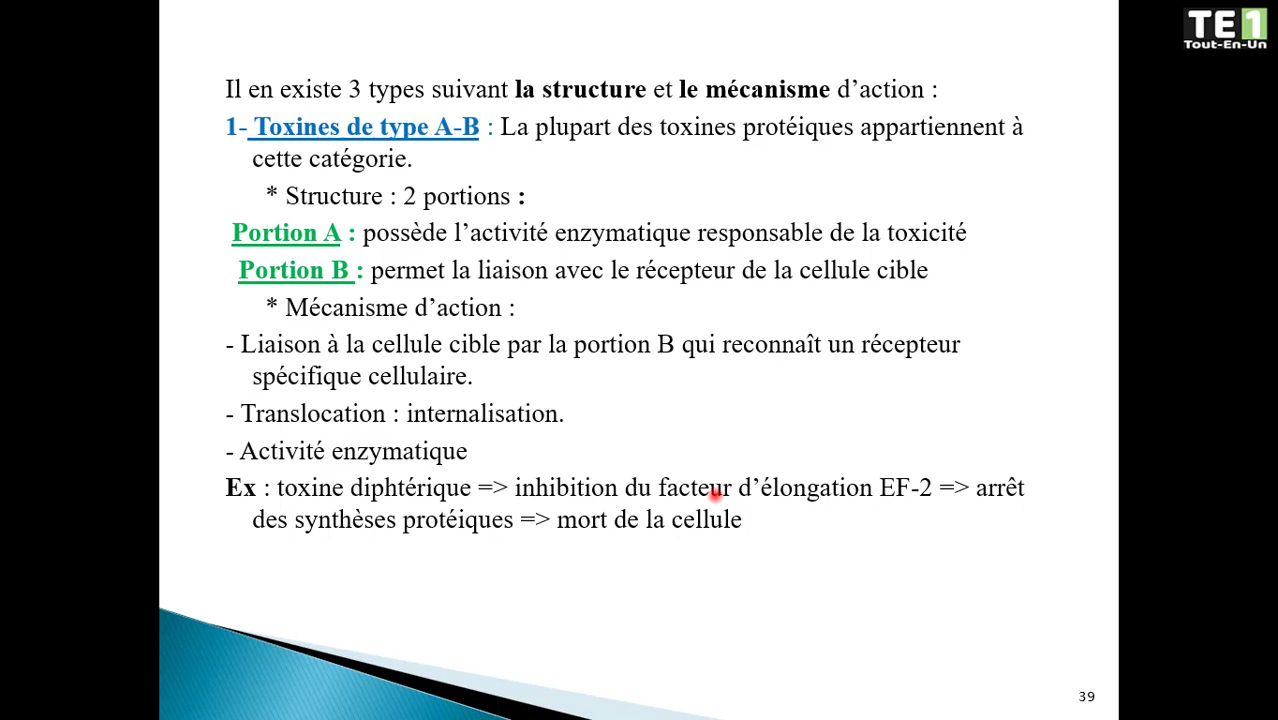 TE1
Tout-En-Un
Il en existe 3 types suivant la structure et le mécanisme d’action :
1- Toxines de type A-B : La plupart des toxines protéiques appartiennent à
cette catégorie.
* Structure : 2 portions :
Portion A : possède l’activité enzymatique responsable de la toxicité
Portion B : permet la liaison avec le récepteur de la cellule cible
* Mécanisme d’action :
- Liaison à la cellule cible par la portion B qui reconnaît un récepteur
spécifique cellulaire.
- Translocation : internalisation.
- Activité enzymatique
Ex : toxine diphtérique => inhibition du facteur d’élongation EF-2 => arrêt
des synthèses protéiques => mort de la cellule
39